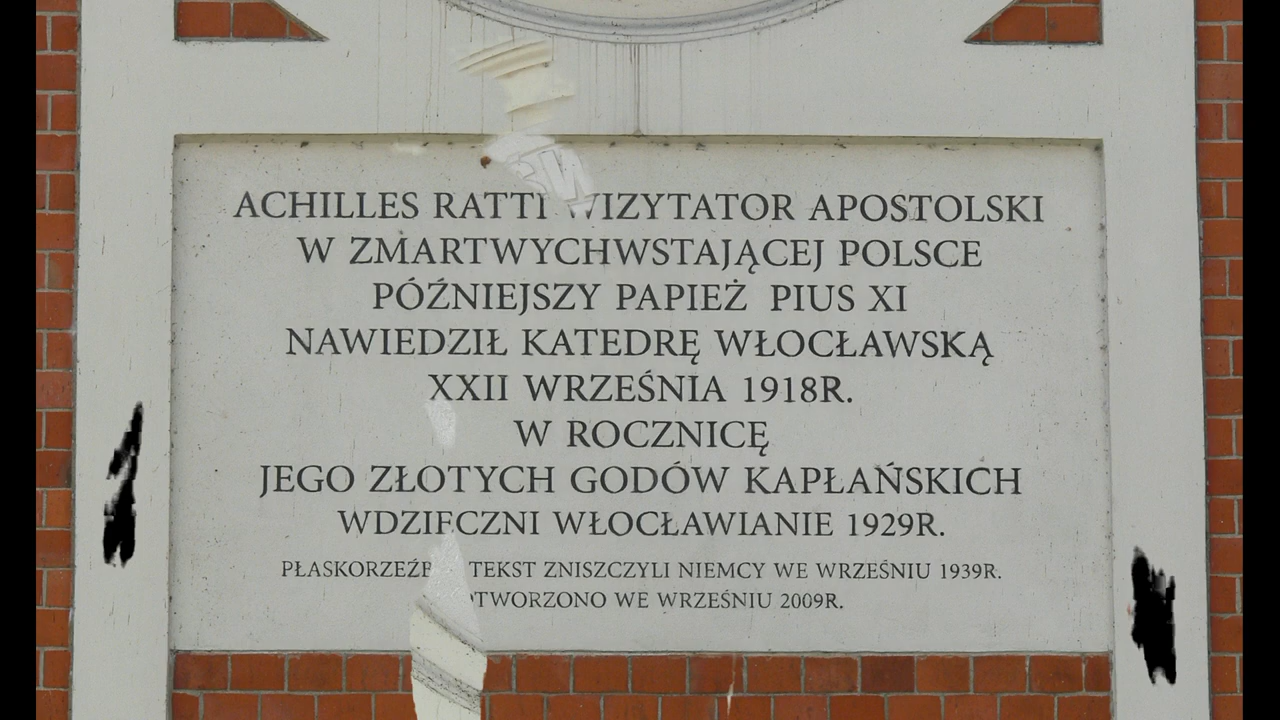 ACHILLES RATTI WIZYTATOR APOSTOLSKI
W ZMARTWYCHWSTAJĄCEJ POLSCE
PÓŹNIEJSZY PAPIEŻ PIUS XI
NAWIEDZIŁ KATEDRĘ WŁOCŁAWSKĄ
XXII WRZEŚNIA 1918R.
W ROCZNICĘ
JEGO ZŁOTYCH GODÓW KAPŁAŃSKICH
WDZIĘCZNI WŁOCŁAWIANIE 1929R.
TEKST ZNISZCZYLI NIEMCY WE WRZEŚNIU 1939R.
WE WRZEŚNIU 2009R.